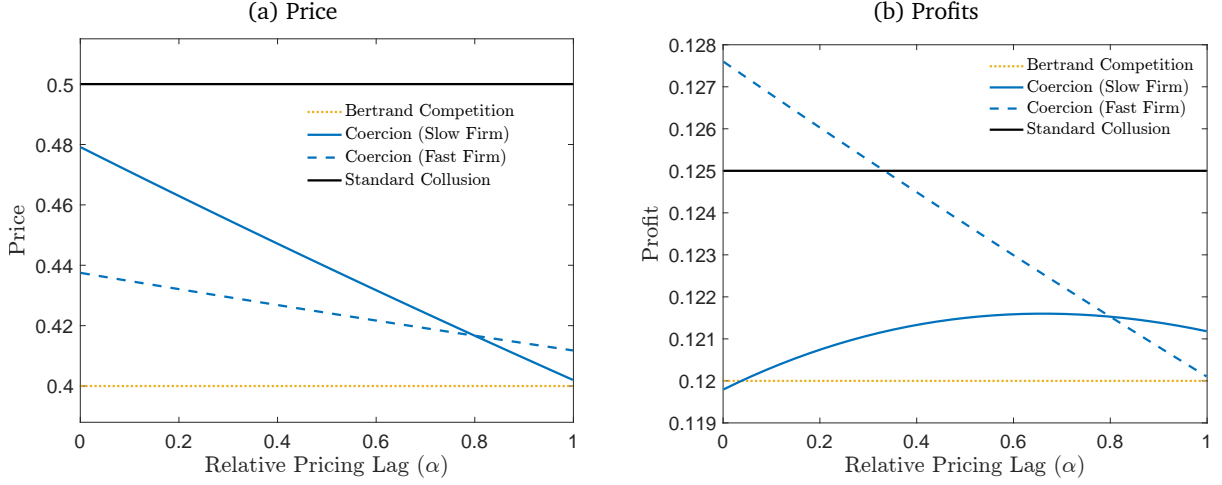 (a) Price
0.5
0.48
0.46
0.44
0.42
0.4
Price
Bertrand Competition
Coercion (Slow Firm)
Coercion (Fast Firm)
Standard Collusion
0 0.2 0.4 0.6 0.8 1
Relative Pricing Lag (α)
(b) Profits
0.128
0.127
0.126
0.125
0.124
0.123
0.122
0.121
0.12
0.119
Profit
Bertrand Competition
Coercion (Slow Firm)
Coercion (Fast Firm)
Standard Collusion
0 0.2 0.4 0.6 0.8 1
Relative Pricing Lag (α)